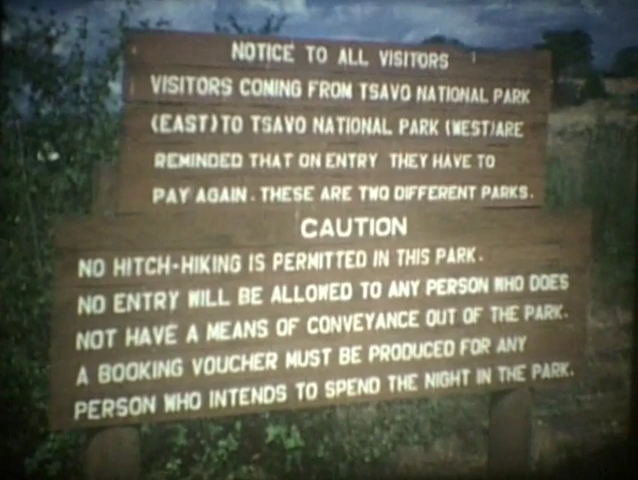 NOTICE TO ALL VISITORS
VISITORS COMING FROM TSAVO NATIONAL PARK
(EAST) TO TSAVO NATIONAL PARK (WEST) ARE
REMINDED THAT ON ENTRY THEY HAVE TO
PAY AGAIN. THESE ARE TWO DIFFERENT PARKS.
CAUTION
NO HITCH-HIKING IS PERMITTED IN THIS PARK.
NO ENTRY WILL BE ALLOWED TO ANY PERSON WHO DOES
NOT HAVE A MEANS OF CONVEYANCE OUT OF THE PARK.
A BOOKING VOUCHER MUST BE PRODUCED FOR ANY
PERSON WHO INTENDS TO SPEND THE NIGHT IN THE PARK.